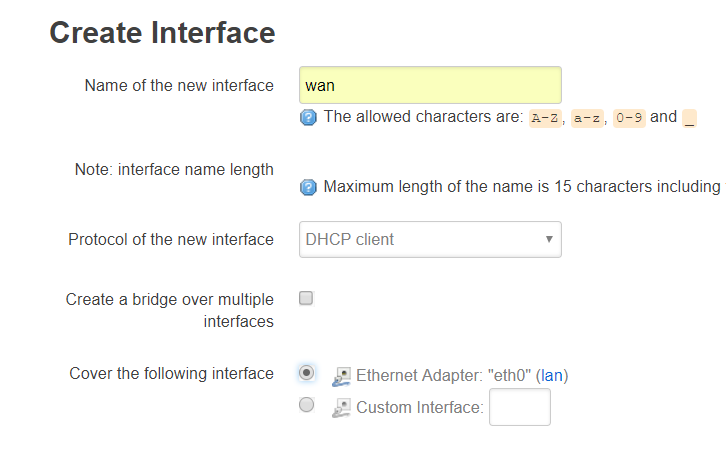 Create Interface
Name of the new interface
wan
The allowed characters are: A-Z, a-z, 0-9 and _
Note: interface name length
Maximum length of the name is 15 characters including
Protocol of the new interface
DHCP client
Create a bridge over multiple
interfaces
Cover the following interface
Ethernet Adapter: "eth0" (lan)
Custom Interface: